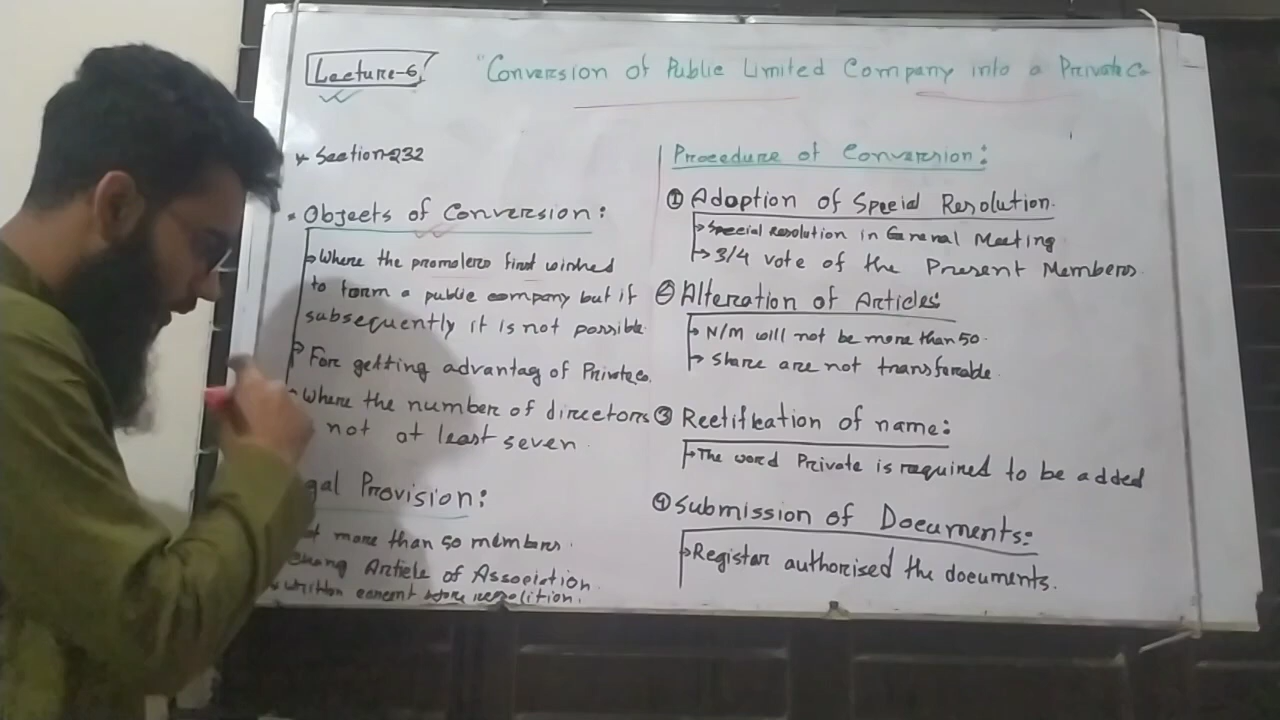 Lecture-6
"Conversion of Public Limited Company into a Private Co
* Section-232
Objects of Conversion:
Where the promoters first wished
to form a public company but if
subsequently it is not possible.
For getting advantag of Private Co.
Where the number of directors
not at least seven.
gal Provision:
more than 50 members.
Article of Association.
written
Procedure of Conversion:
① Adoption of Special Resolution.
→ Special Resolution in General Meeting
→ 3/4 vote of the Present Members.
② Alteration of Articles
→ N/M will not be more than 50.
→ Share are not transferable.
③ Rectification of name:
→ The word Private is required to be added
④ Submission of Documents:
→ Registar authorised the documents.